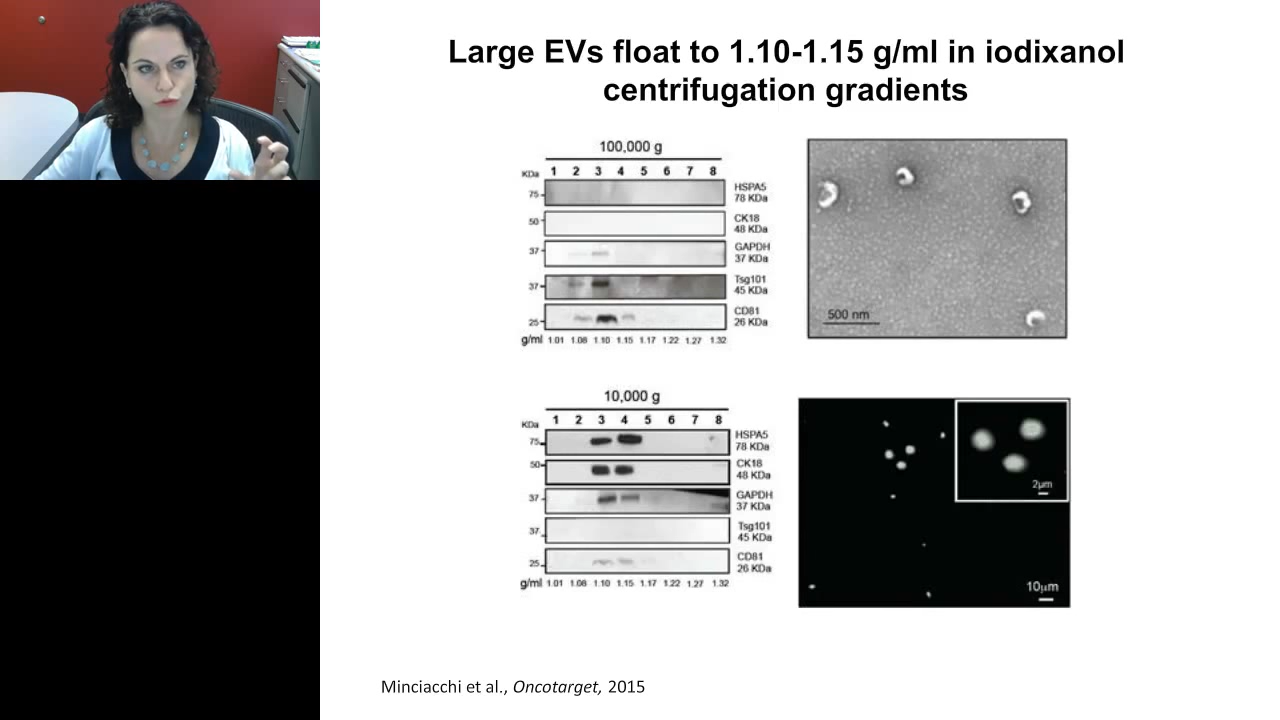 Large EVs float to 1.10-1.15 g/ml in iodixanol
centrifugation gradients
100,000 g
KDa 1 2 3 4 5 6 7 8
75 HSPA5
78 KDa
50 CK18
48 KDa
37 GAPDH
37 KDa
37 Tsg101
45 KDa
25 CD81
26 KDa
g/ml 1.01 1.08 1.10 1.15 1.17 1.22 1.27 1.32
500 nm
10,000 g
KDa 1 2 3 4 5 6 7 8
75 HSPA5
78 KDa
50 CK18
48 KDa
37 GAPDH
37 KDa
37 Tsg101
45 KDa
25 CD81
26 KDa
g/ml 1.01 1.08 1.10 1.15 1.17 1.22 1.27 1.32
2μm
10μm
Minciacchi et al., Oncotarget, 2015